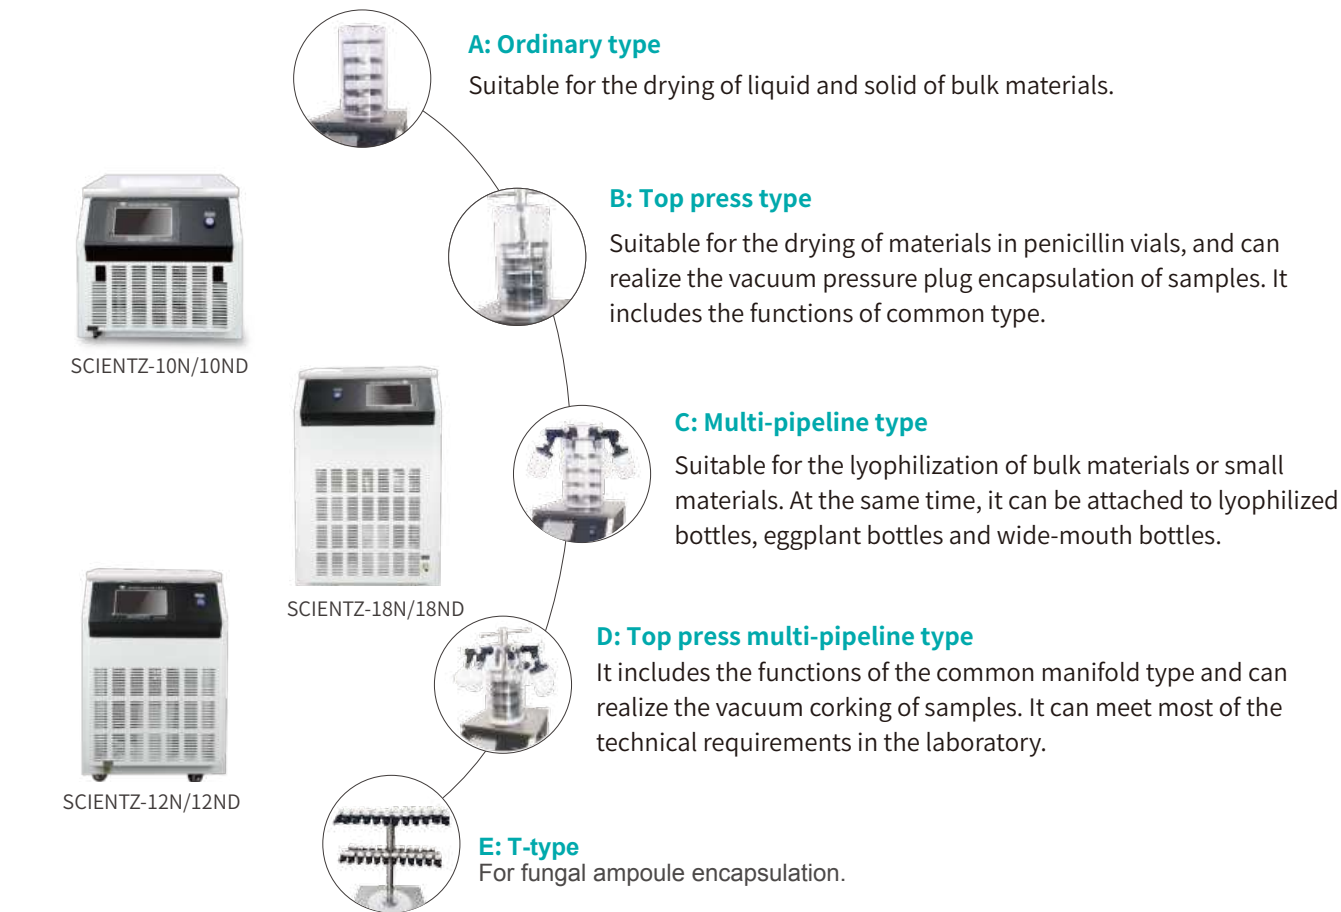 A: Ordinary type
Suitable for the drying of liquid and solid of bulk materials.
B: Top press type
Suitable for the drying of materials in penicillin vials, and can
realize the vacuum pressure plug encapsulation of samples. It
includes the functions of common type.
SCIENTZ-10N/10ND
C: Multi-pipeline type
Suitable for the lyophilization of bulk materials or small
materials. At the same time, it can be attached to lyophilized
bottles, eggplant bottles and wide-mouth bottles.
SCIENTZ-18N/18ND
D: Top press multi-pipeline type
It includes the functions of the common manifold type and can
realize the vacuum corking of samples. It can meet most of the
technical requirements in the laboratory.
SCIENTZ-12N/12ND
E: T-type
For fungal ampoule encapsulation.